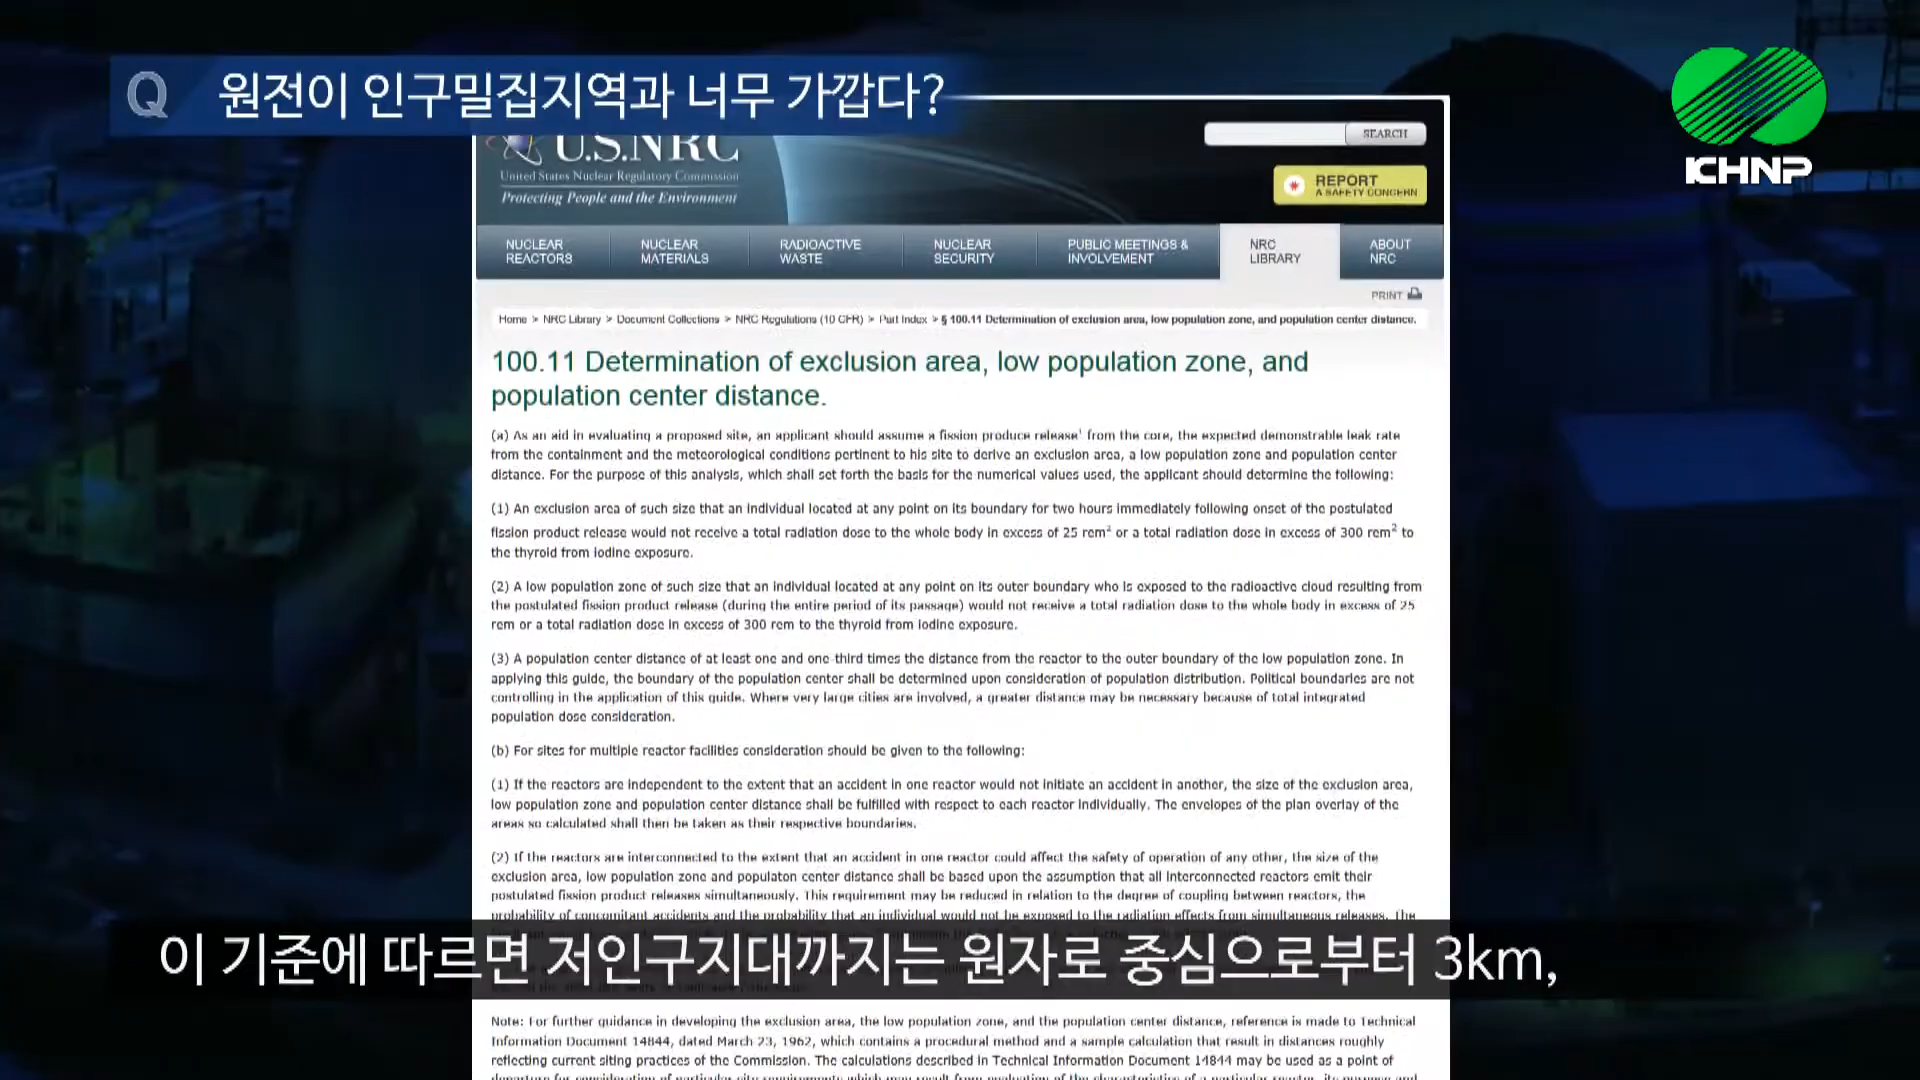 Q 원전이 인구밀집지역과 너무 가깝다?
KHNP
U.S.NRC
United States Nuclear Regulatory Commission
Protecting People and the Environment
SEARCH
REPORT
A SAFETY CONCERN
NUCLEAR REACTORS
NUCLEAR MATERIALS
RADIOACTIVE WASTE
NUCLEAR SECURITY
PUBLIC MEETINGS & INVOLVEMENT
NRC LIBRARY
ABOUT NRC
PRINT
Home > NRC Library > Document Collections > NRC Regulations (10 CFR) > Part Index > § 100.11 Determination of exclusion area, low population zone, and population center distance.
100.11 Determination of exclusion area, low population zone, and
population center distance.
(a) As an aid in evaluating a proposed site, an applicant should assume a fission produce release¹ from the core, the expected demonstrable leak rate
from the containment and the meteorological conditions pertinent to his site to derive an exclusion area, a low population zone and population center
distance. For the purpose of this analysis, which shall set forth the basis for the numerical values used, the applicant should determine the following:
(1) An exclusion area of such size that an individual located at any point on its boundary for two hours immediately following onset of the postulated
fission product release would not receive a total radiation dose to the whole body in excess of 25 rem² or a total radiation dose in excess of 300 rem² to
the thyroid from iodine exposure.
(2) A low population zone of such size that an individual located at any point on its outer boundary who is exposed to the radioactive cloud resulting from
the postulated fission product release (during the entire period of its passage) would not receive a total radiation dose to the whole body in excess of 25
rem or a total radiation dose in excess of 300 rem to the thyroid from iodine exposure.
(3) A population center distance of at least one and one-third times the distance from the reactor to the outer boundary of the low population zone. In
applying this guide, the boundary of the population center shall be determined upon consideration of population distribution. Political boundaries are not
controlling in the application of this guide. Where very large cities are involved, a greater distance may be necessary because of total integrated
population dose consideration.
(b) For sites for multiple reactor facilities consideration should be given to the following:
(1) If the reactors are independent to the extent that an accident in one reactor would not initiate an accident in another, the size of the exclusion area,
low population zone and population center distance shall be fulfilled with respect to each reactor individually. The envelopes of the plan overlay of the
areas so calculated shall then be taken as their respective boundaries.
(2) If the reactors are interconnected to the extent that an accident in one reactor could affect the safety of operation of any other, the size of the
exclusion area, low population zone and populaton center distance shall be based upon the assumption that all interconnected reactors emit their
postulated fission product releases simultaneously. This requirement may be reduced in relation to the degree of coupling between reactors, the
probability of concomitant accidents and the probability that an individual would not be exposed to the radiation effects from simultaneous releases. The
이 기준에 따르면 저인구지대까지는 원자로 중심으로부터 3km,
Note: For further guidance in developing the exclusion area, the low population zone, and the population center distance, reference is made to Technical
Information Document 14844, dated March 23, 1962, which contains a procedural method and a sample calculation that result in distances roughly
reflecting current siting practices of the Commission. The calculations described in Technical Information Document 14844 may be used as a point of